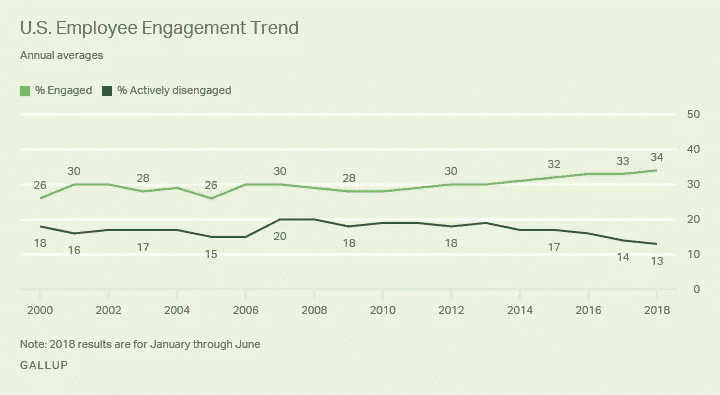 U.S. Employee Engagement Trend
Annual averages
% Engaged % Actively disengaged
50
40
30
20
10
0
26 30 28 26 30 28 30 32 33 34
18 16 17 15 20 18 18 17 14 13
2000 2002 2004 2006 2008 2010 2012 2014 2016 2018
Note: 2018 results are for January through June
GALLUP